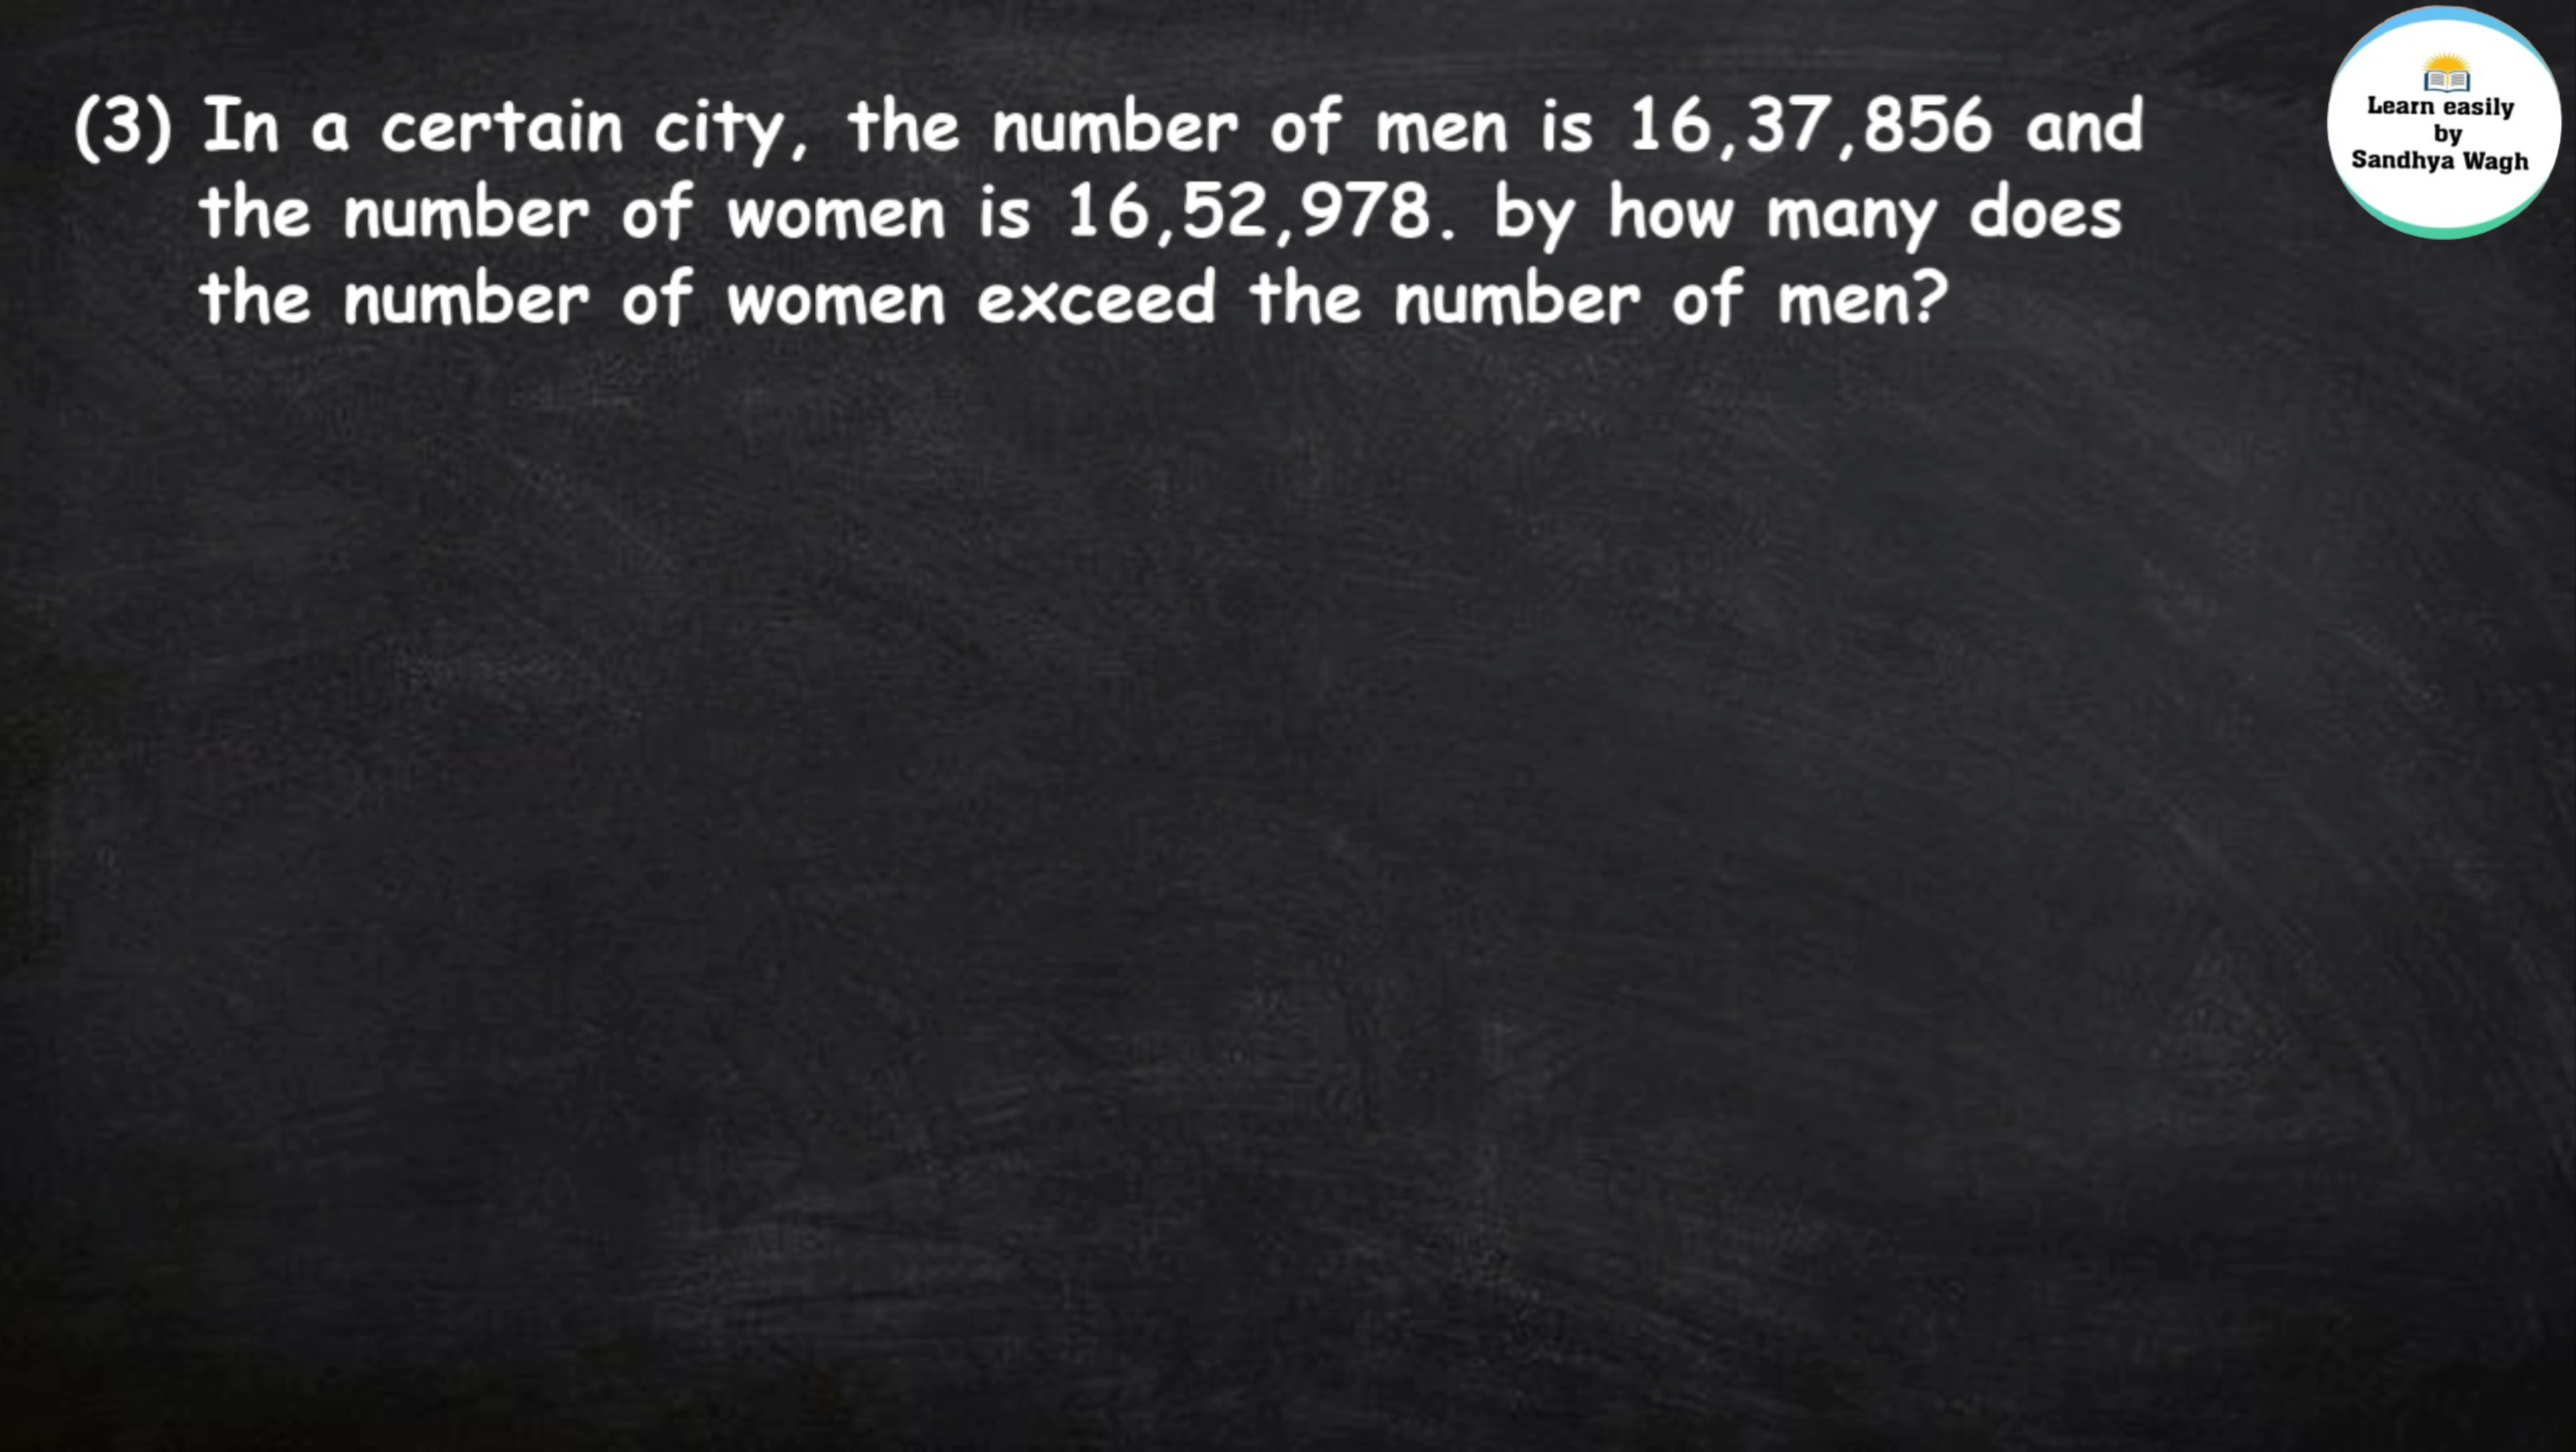 (3) In a certain city, the number of men is 16,37,856 and
the number of women is 16,52,978. by how many does
the number of women exceed the number of men?
Learn easily
by
Sandhya Wagh